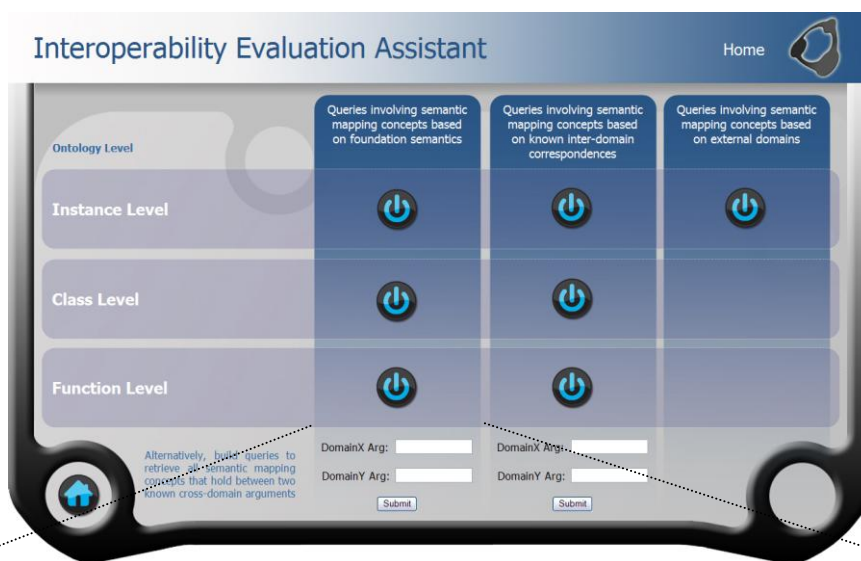 Interoperability Evaluation Assistant
Home
Queries involving semantic
mapping concepts based
on foundation semantics
Queries involving semantic
mapping concepts based
on known inter-domain
correspondences
Queries involving semantic
mapping concepts based
on external domains
Ontology Level
Instance Level
Class Level
Function Level
Alternatively, build queries to
retrieve all semantic mapping
concepts that hold between two
known cross-domain arguments
DomainX Arg:
DomainY Arg:
Submit
DomainX Arg:
DomainY Arg:
Submit